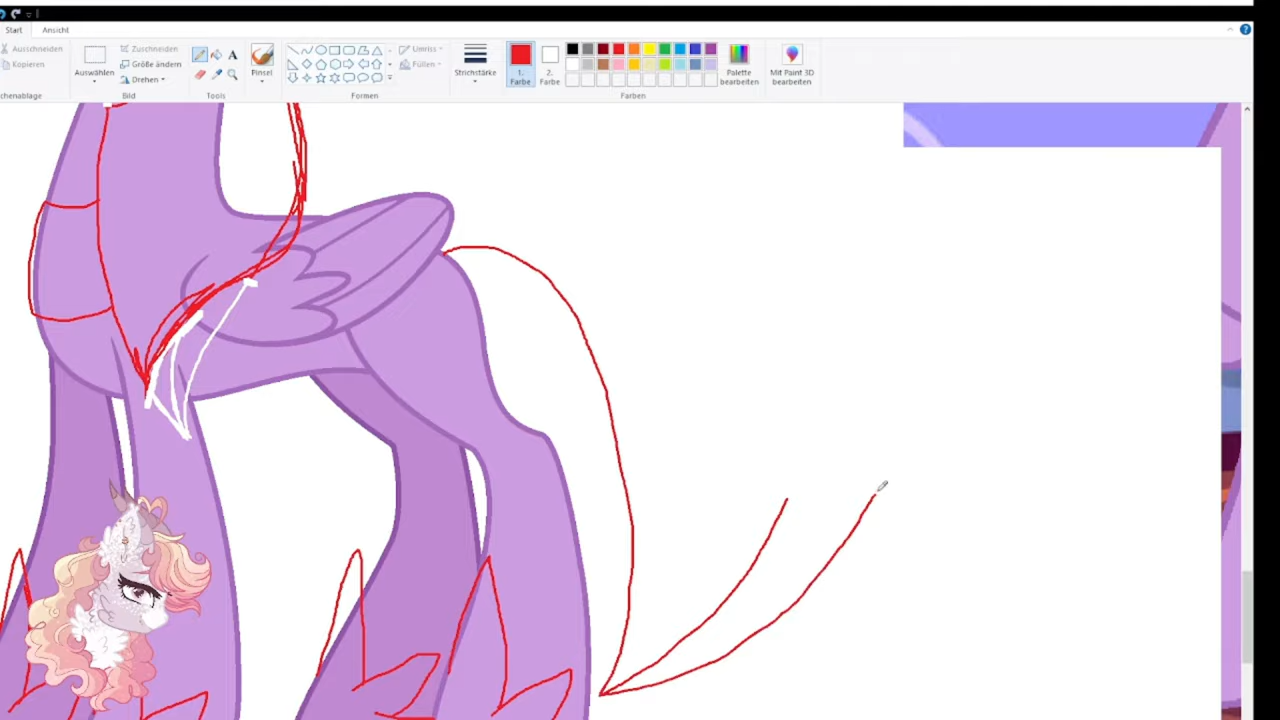 Start Ansicht
Ausschneiden
Kopieren
Auswählen
Zuschneiden
Größe ändern
Drehen
A
Pinsel
Umriss
Füllen
Strichstärke
1.
Farbe
2.
Farbe
Palette
bearbeiten
Mit Paint 3D
bearbeiten
chenablage
Bild
Tools
Formen
Farben